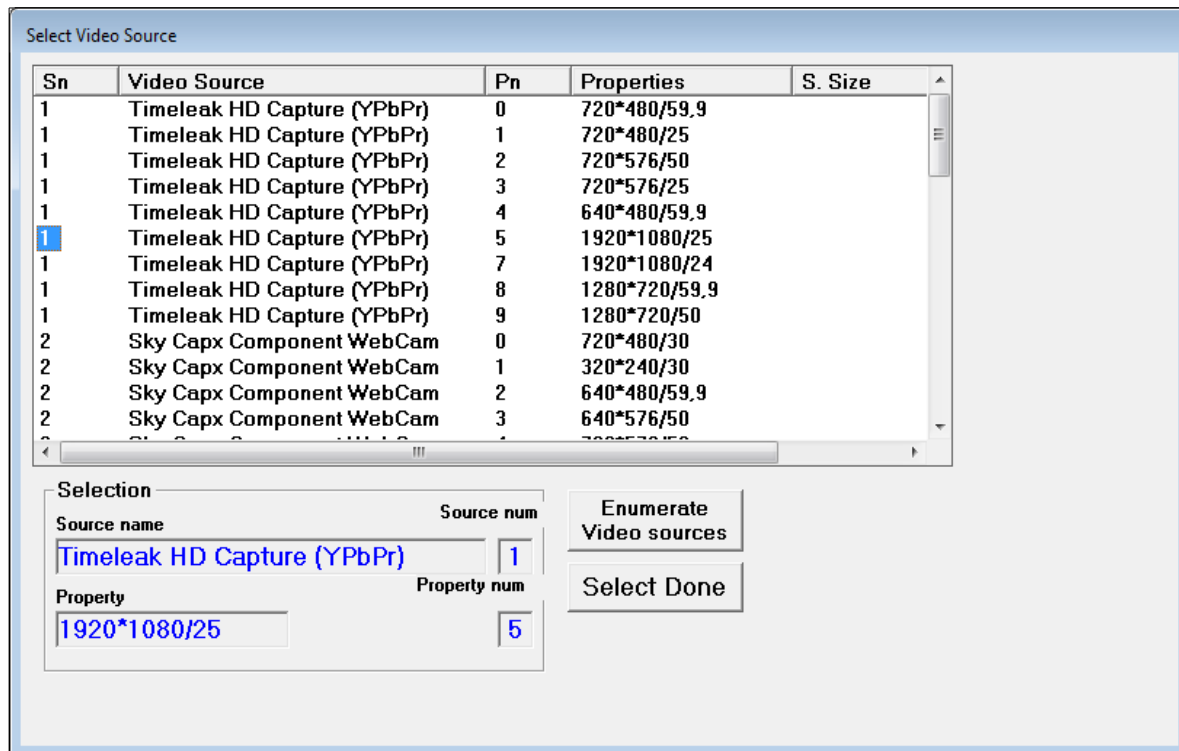 Select Video Source
Sn Video Source Pn Properties S. Size
1 Timeleak HD Capture (YPbPr) 0 720*480/59,9
1 Timeleak HD Capture (YPbPr) 1 720*480/25
1 Timeleak HD Capture (YPbPr) 2 720*576/50
1 Timeleak HD Capture (YPbPr) 3 720*576/25
1 Timeleak HD Capture (YPbPr) 4 640*480/59,9
1 Timeleak HD Capture (YPbPr) 5 1920*1080/25
1 Timeleak HD Capture (YPbPr) 7 1920*1080/24
1 Timeleak HD Capture (YPbPr) 8 1280*720/59,9
1 Timeleak HD Capture (YPbPr) 9 1280*720/50
2 Sky Capx Component WebCam 0 720*480/30
2 Sky Capx Component WebCam 1 320*240/30
2 Sky Capx Component WebCam 2 640*480/59,9
2 Sky Capx Component WebCam 3 640*576/50
Selection
Source name Source num
Timeleak HD Capture (YPbPr) 1
Property Property num
1920*1080/25 5
Enumerate
Video sources
Select Done